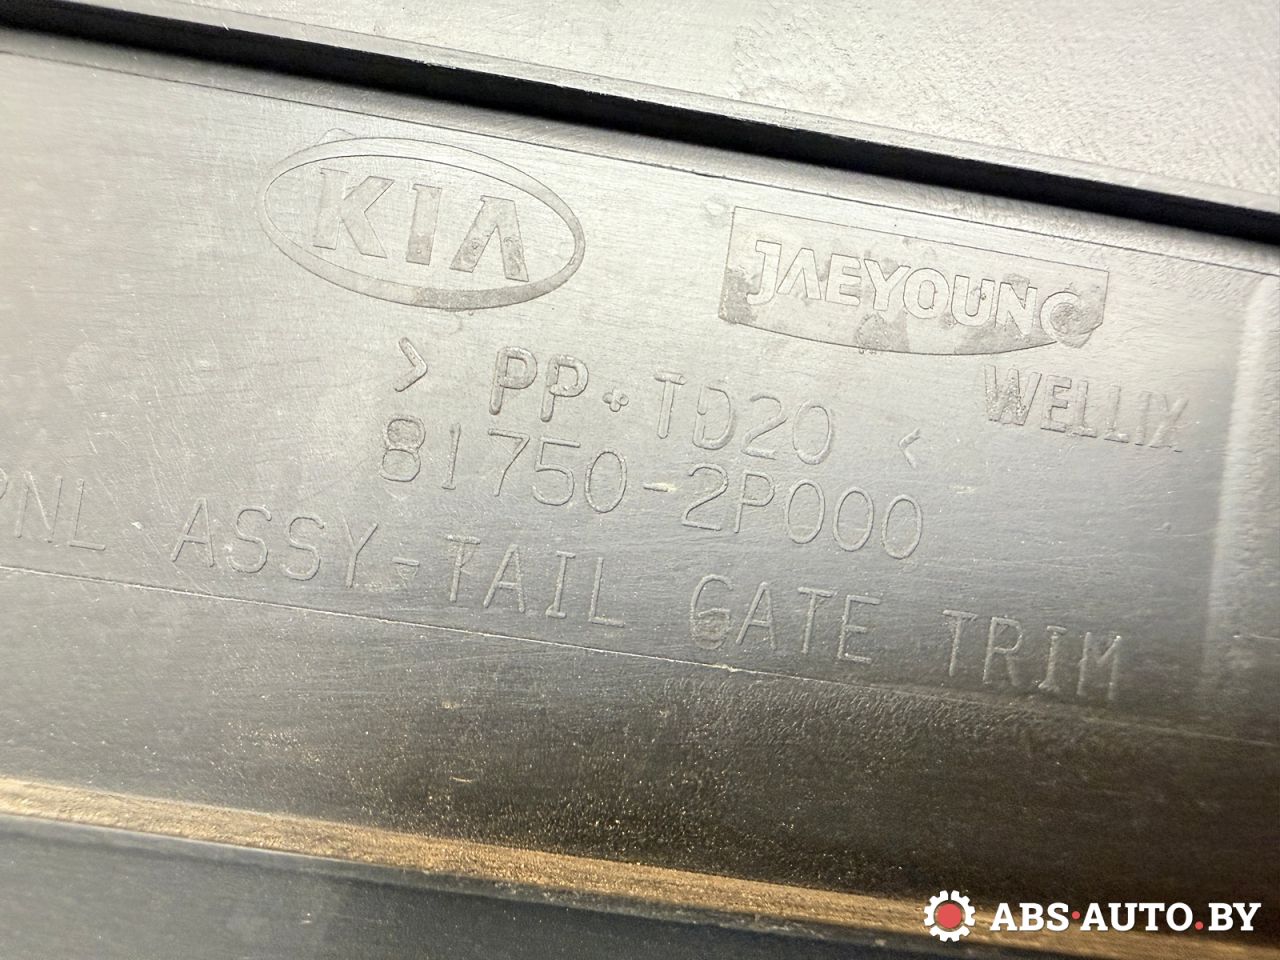 KIA
JAEYOUNG
WELLIX
> PP+TD20 <
81750-2P000
PNL ASSY-TAIL GATE TRIM
ABS·AUTO.BY